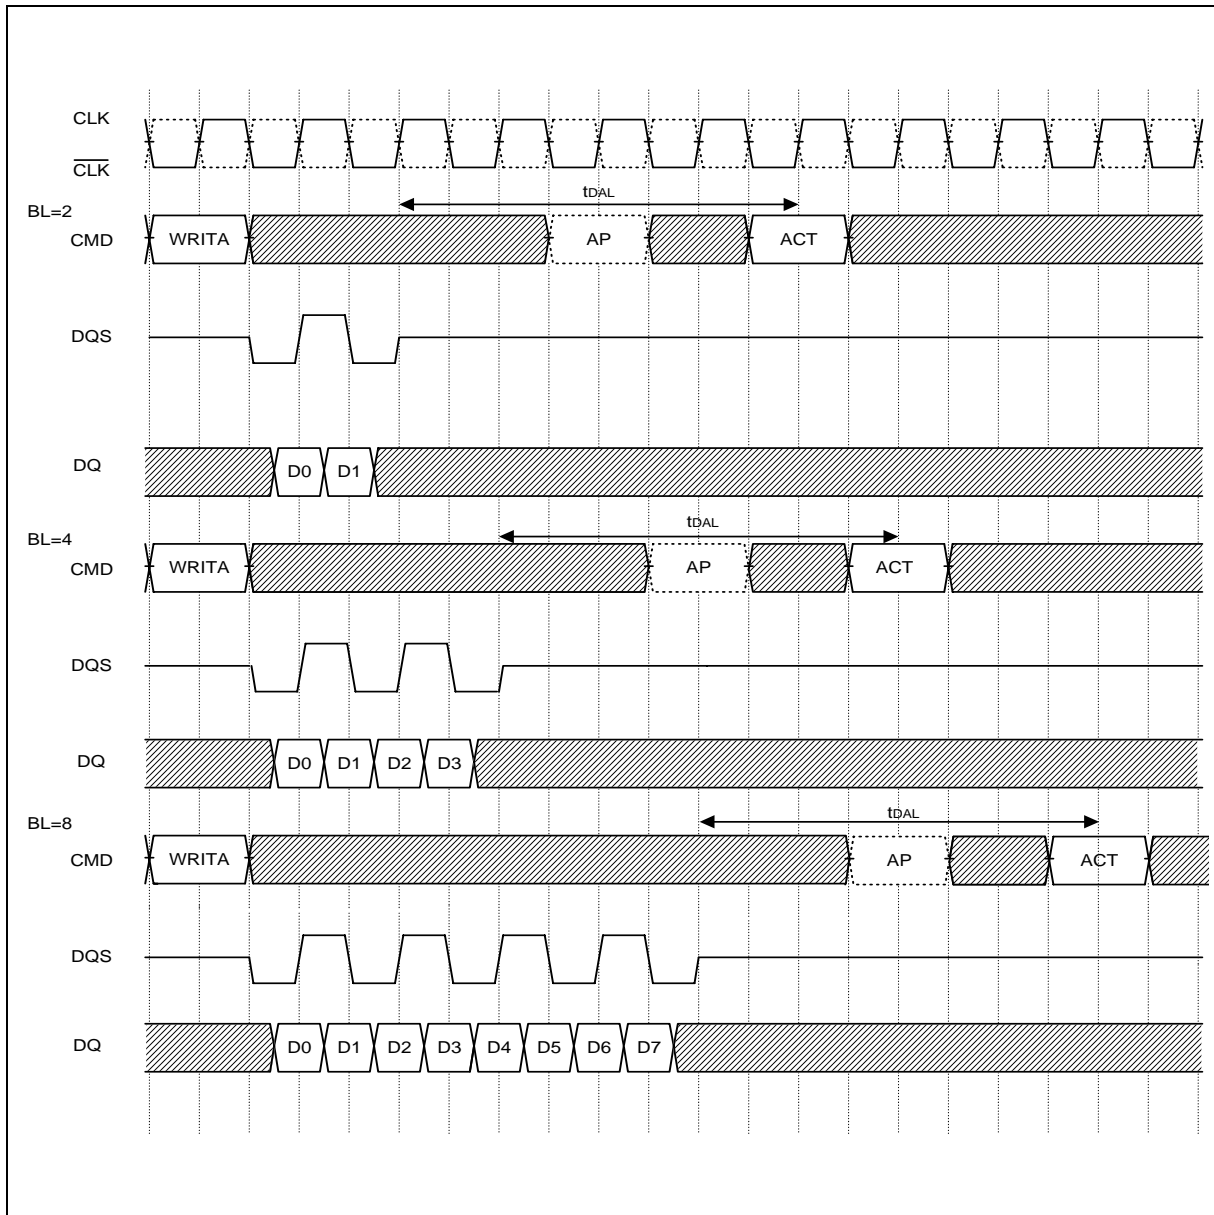 CLK
CLK
tDAL
BL=2
CMD WRITA AP ACT
DQS
DQ D0 D1
tDAL
BL=4
CMD WRITA AP ACT
DQS
DQ D0 D1 D2 D3
tDAL
BL=8
CMD WRITA AP ACT
DQS
DQ D0 D1 D2 D3 D4 D5 D6 D7